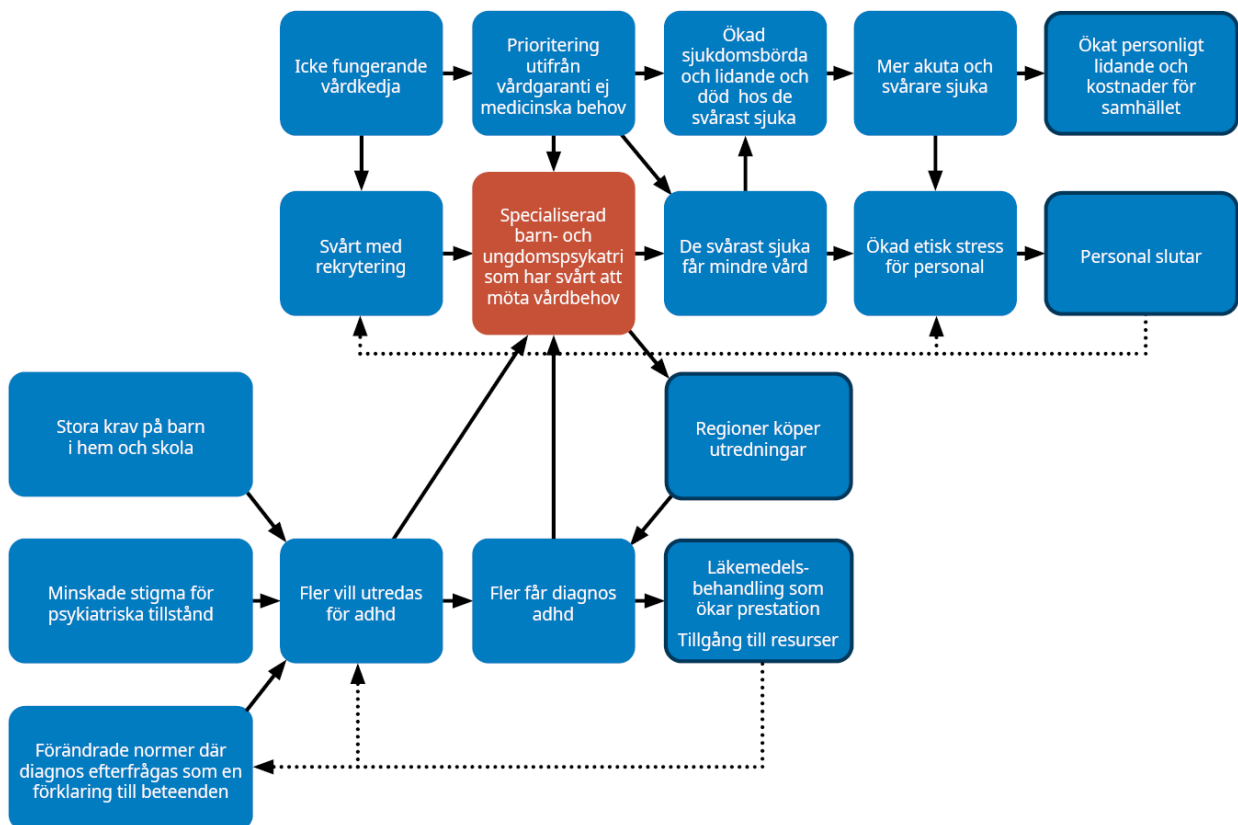 Icke fungerande
vårdkedja
Prioritering
utifrån
vårdgaranti ej
medicinska behov
Ökad
sjukdomsbörda
och lidande och
död hos de
svårast sjuka
Mer akuta och
svårare sjuka
Ökat personligt
lidande och
kostnader för
samhället
Svårt med
rekrytering
Specialiserad
barn- och
ungdomspsykatri
som har svårt att
möta vårdbehov
De svårast sjuka
får mindre vård
Ökad etisk stress
för personal
Personal slutar
Stora krav på barn
i hem och skola
Regioner köper
utredningar
Minskade stigma för
psykiatriska tillstånd
Fler vill utredas
för adhd
Fler får diagnos
adhd
Läkemedels-
behandling som
ökar prestation
Tillgång till resurser
Förändrade normer där
diagnos efterfrågas som en
förklaring till beteenden